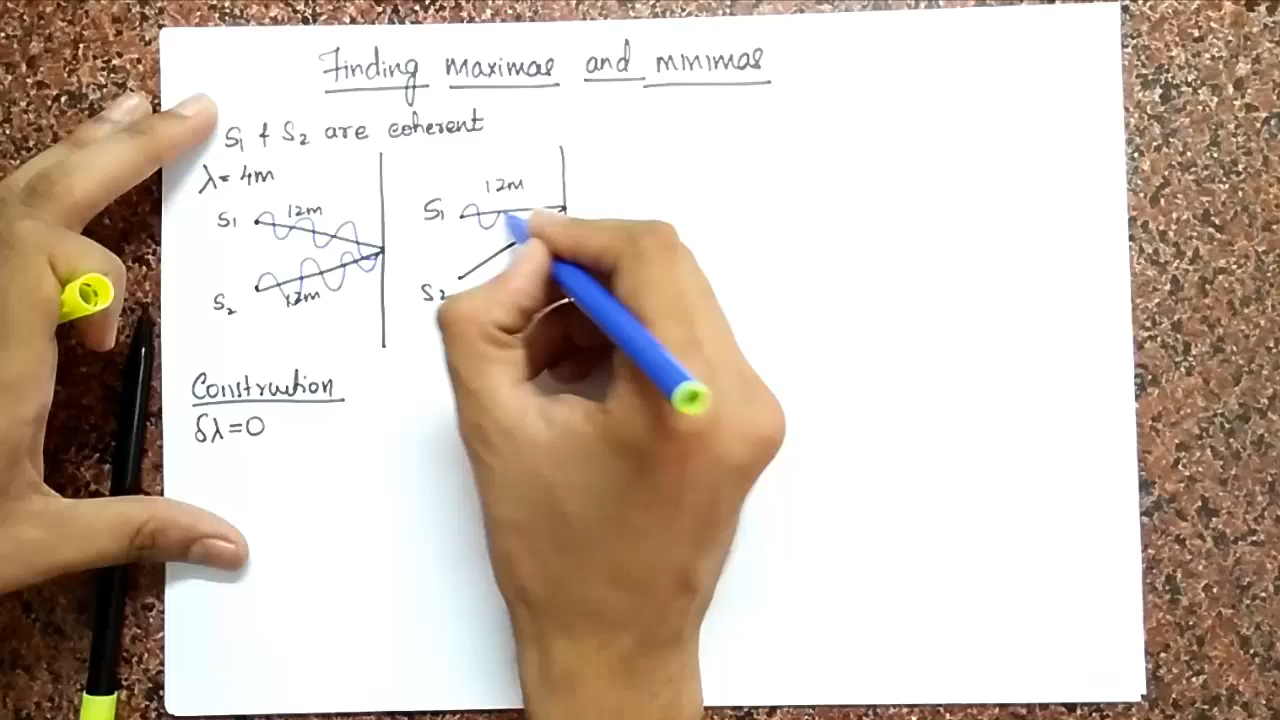 Finding maximas and minimas
S1 & S2 are coherent
λ = 4m
S1 12m
S2 12m
12m
S1
S2
Construction
δλ=0